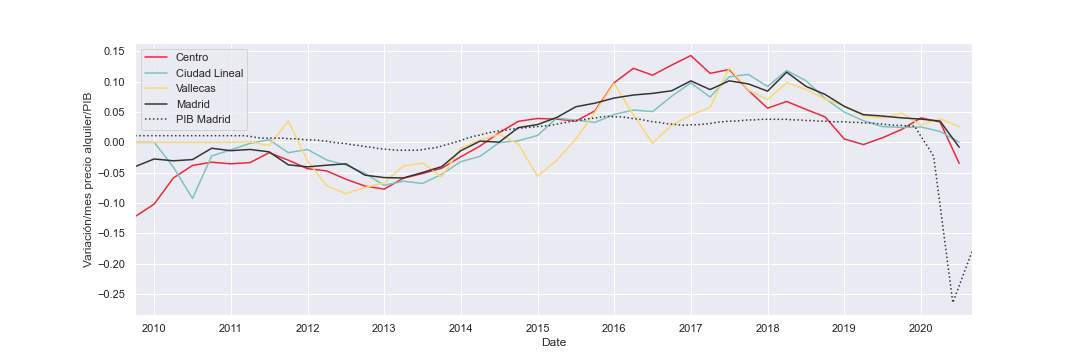 Centro
Ciudad Lineal
Vallecas
Madrid
PIB Madrid
Variación/mes precio alquiler/PIB
0.15
0.10
0.05
0.00
−0.05
−0.10
−0.15
−0.20
−0.25
2010 2011 2012 2013 2014 2015 2016 2017 2018 2019 2020
Date